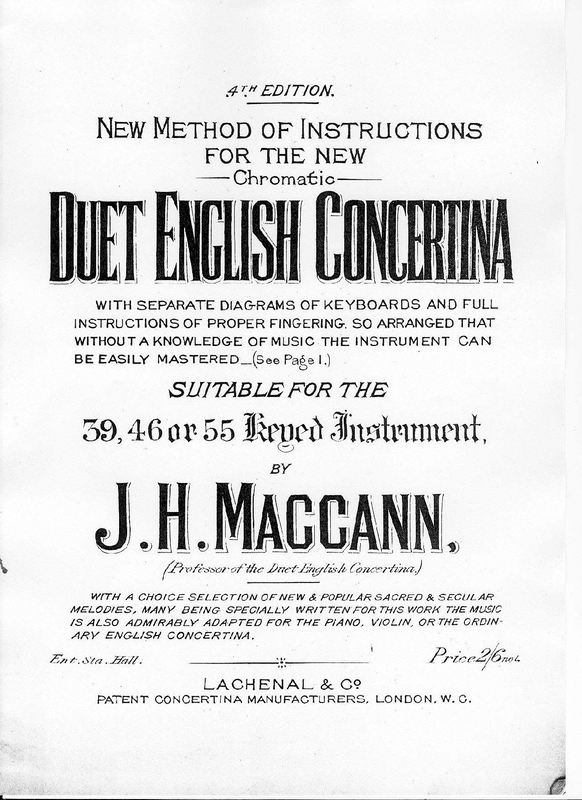 4TH EDITION.
NEW METHOD OF INSTRUCTIONS
FOR THE NEW
Chromatic
DUET ENGLISH CONCERTINA
WITH SEPARATE DIAGRAMS OF KEYBOARDS AND FULL
INSTRUCTIONS OF PROPER FINGERING. SO ARRANGED THAT
WITHOUT A KNOWLEDGE OF MUSIC THE INSTRUMENT CAN
BE EASILY MASTERED_(See Page 1.)
SUITABLE FOR THE
39, 46 or 55 Keyed Instrument,
BY
J.H. MACCANN,
(Professor of the Duet English Concertina.)
WITH A CHOICE SELECTION OF NEW & POPULAR SACRED & SECULAR
MELODIES, MANY BEING SPECIALLY WRITTEN FOR THIS WORK THE MUSIC
IS ALSO ADMIRABLY ADAPTED FOR THE PIANO, VIOLIN, OR THE ORDIN-
ARY ENGLISH CONCERTINA.
Ent. Sta. Hall. Price 2/6 net.
LACHENAL & CO
PATENT CONCERTINA MANUFACTURERS, LONDON. W. C.